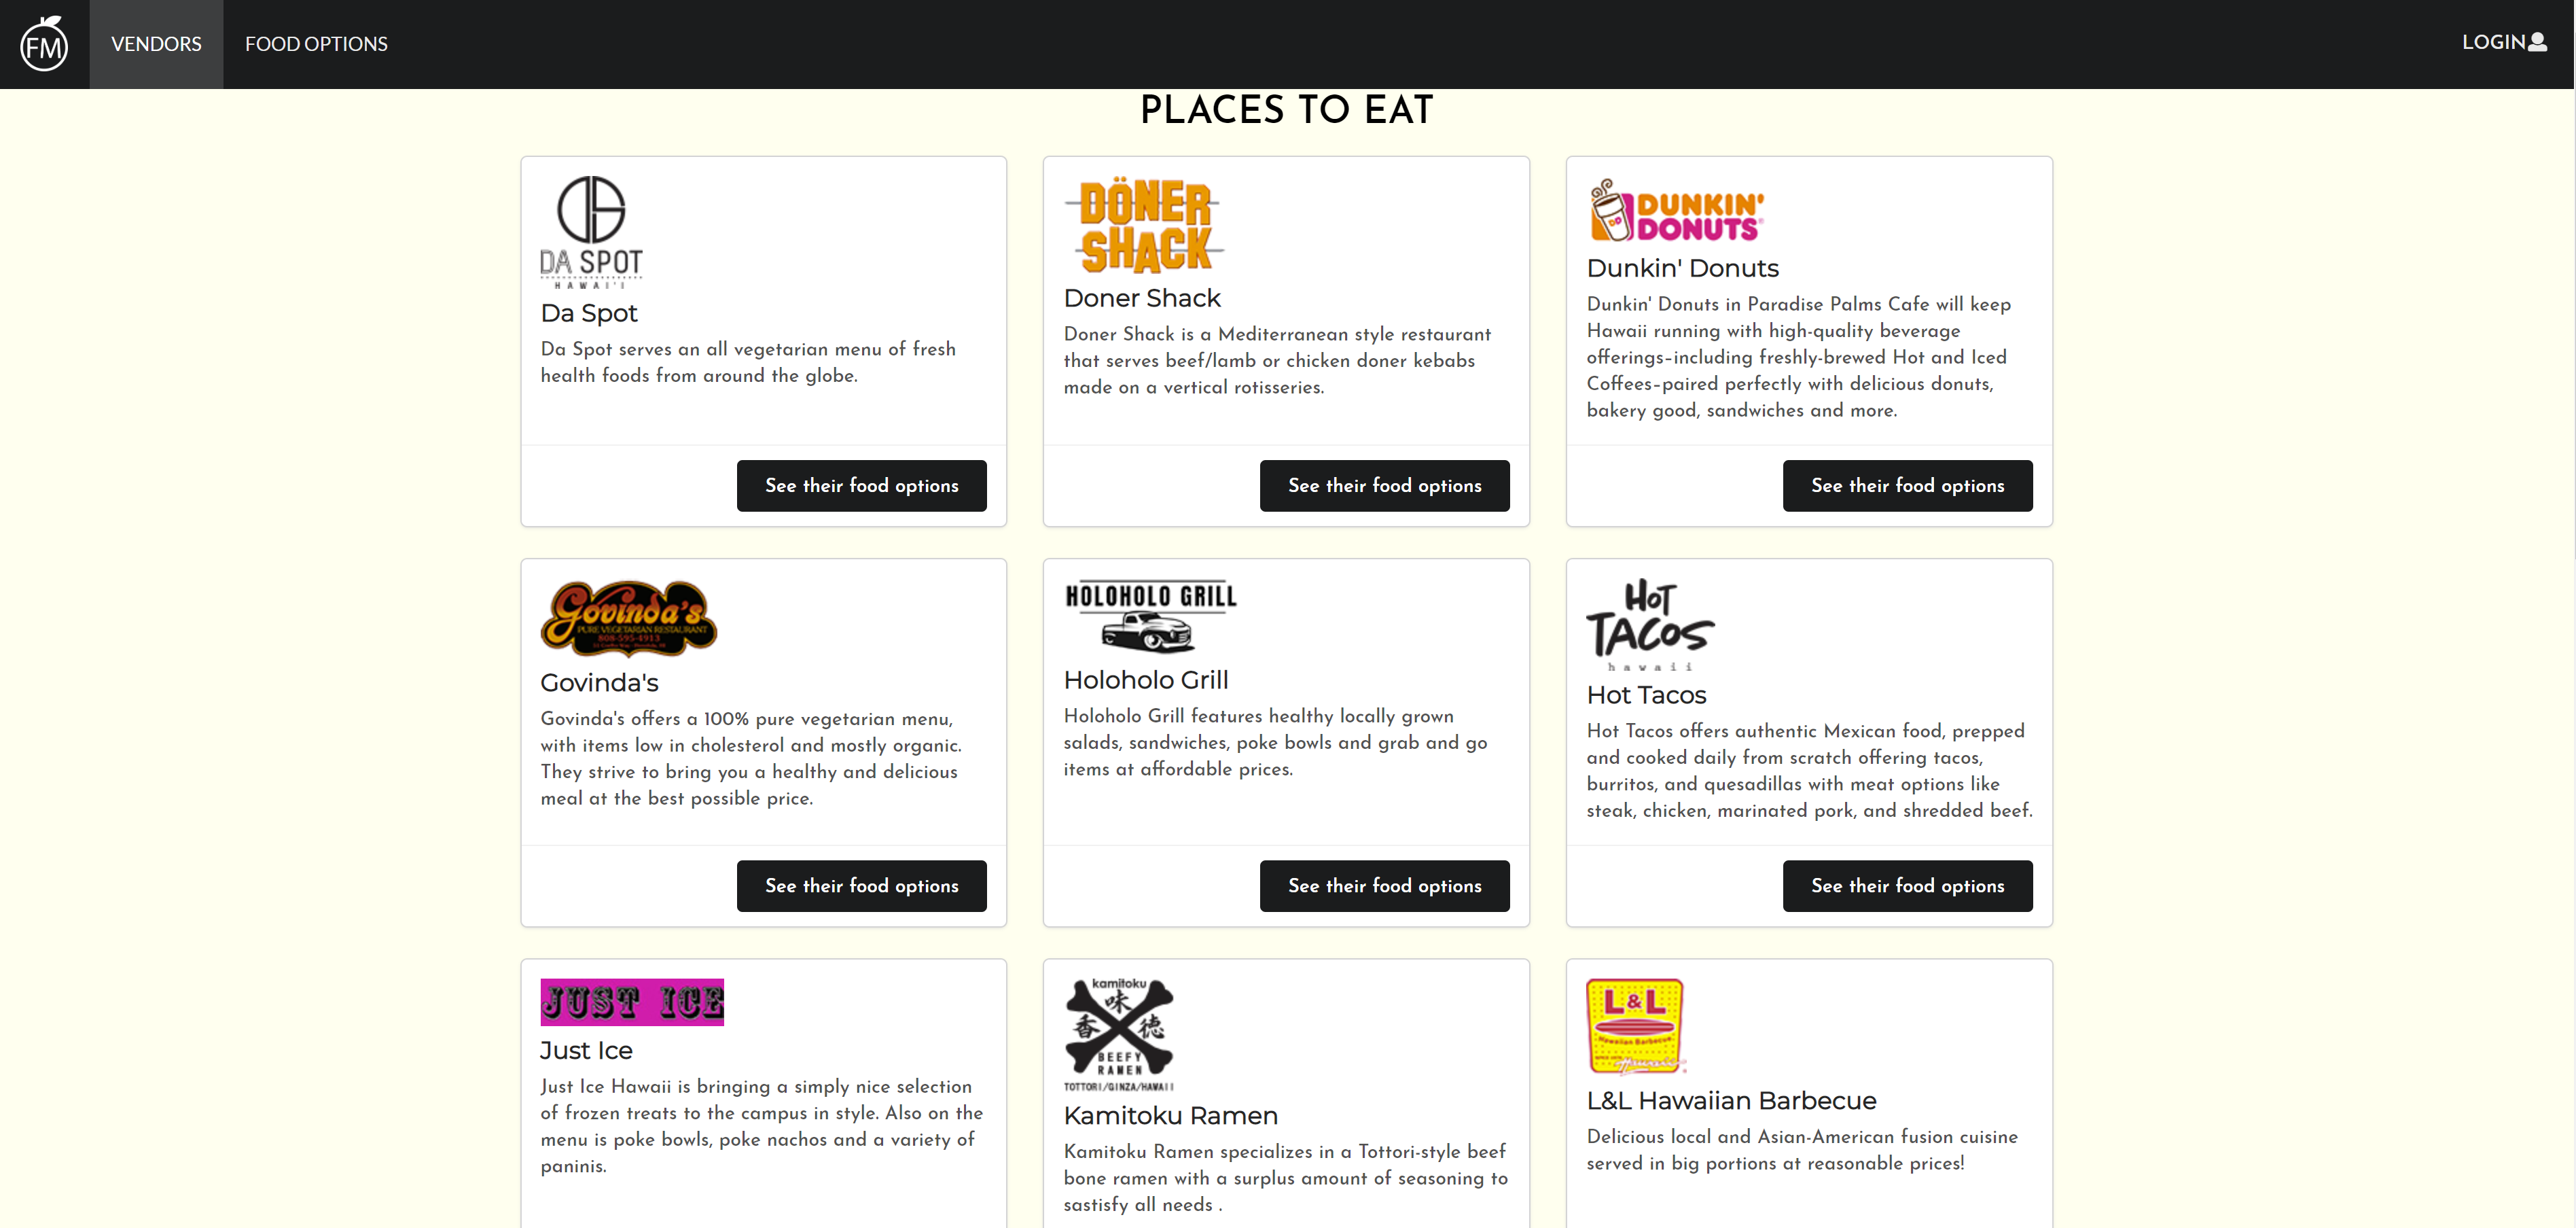 FM
VENDORS
FOOD OPTIONS
LOGIN
PLACES TO EAT
DA SPOT
HAWAI'I
Da Spot
Da Spot serves an all vegetarian menu of fresh
health foods from around the globe.
See their food options
DÖNER
SHACK
Doner Shack
Doner Shack is a Mediterranean style restaurant
that serves beef/lamb or chicken doner kebabs
made on a vertical rotisseries.
See their food options
DUNKIN'
DONUTS
Dunkin' Donuts
Dunkin' Donuts in Paradise Palms Cafe will keep
Hawaii running with high-quality beverage
offerings–including freshly-brewed Hot and Iced
Coffees–paired perfectly with delicious donuts,
bakery good, sandwiches and more.
See their food options
Govinda's
PURE VEGETARIAN RESTAURANT
808-595-4913
Govinda's
Govinda's offers a 100% pure vegetarian menu,
with items low in cholesterol and mostly organic.
They strive to bring you a healthy and delicious
meal at the best possible price.
See their food options
HOLOHOLO GRILL
Holoholo Grill
Holoholo Grill features healthy locally grown
salads, sandwiches, poke bowls and grab and go
items at affordable prices.
See their food options
HOT
TACOS
hawaii
Hot Tacos
Hot Tacos offers authentic Mexican food, prepped
and cooked daily from scratch offering tacos,
burritos, and quesadillas with meat options like
steak, chicken, marinated pork, and shredded beef.
See their food options
JUST ICE
Just Ice
Just Ice Hawaii is bringing a simply nice selection
of frozen treats to the campus in style. Also on the
menu is poke bowls, poke nachos and a variety of
paninis.
kamitoku
味
香 徳
BEEFY
RAMEN
TOTTORI/GINZA/HAWAII
Kamitoku Ramen
Kamitoku Ramen specializes in a Tottori-style beef
bone ramen with a surplus amount of seasoning to
sastisfy all needs .
L&L
Hawaiian Barbecue
L&L Hawaiian Barbecue
Delicious local and Asian-American fusion cuisine
served in big portions at reasonable prices!